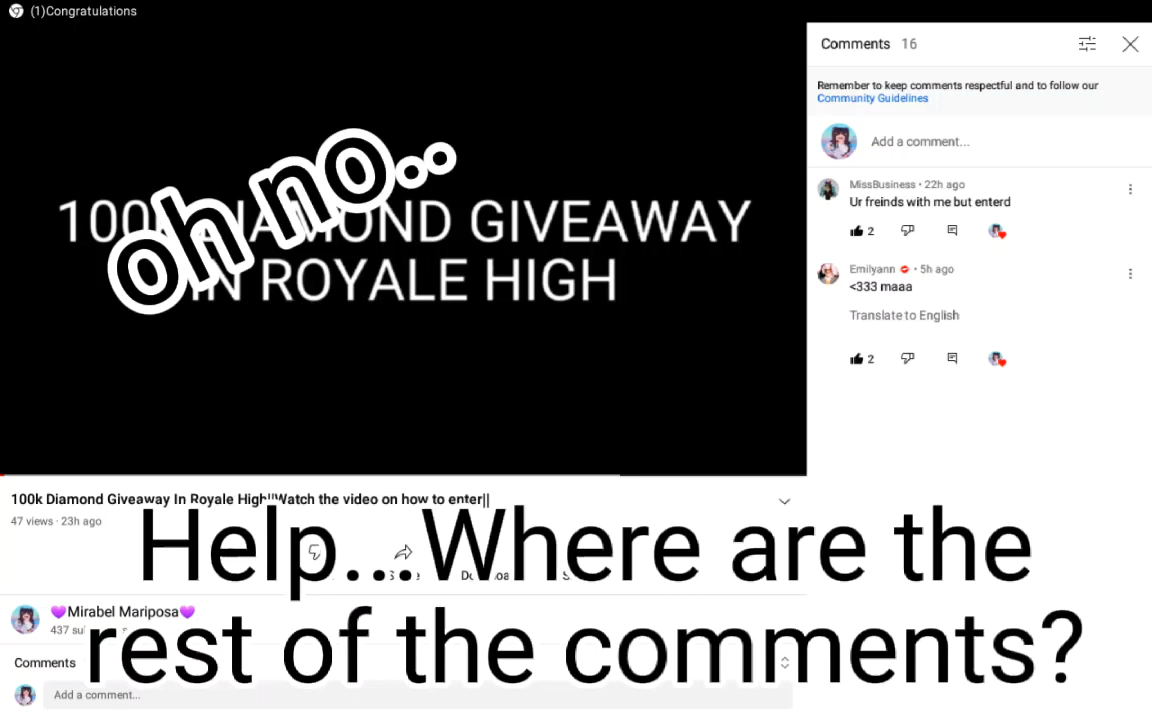 (1)Congratulations
oh no..
100K DIAMOND GIVEAWAY
IN ROYALE HIGH
Comments 16
Remember to keep comments respectful and to follow our
Community Guidelines
Add a comment...
MissBusiness • 22h ago
Ur freinds with me but enterd
2
Emilyann • 5h ago
<333 maaa
Translate to English
2
100k Diamond Giveaway In Royale High||Watch the video on how to enter||
47 views · 23h ago
Help...Where are the
rest of the comments?
💜Mirabel Mariposa💜
437
Comments
Add a comment...